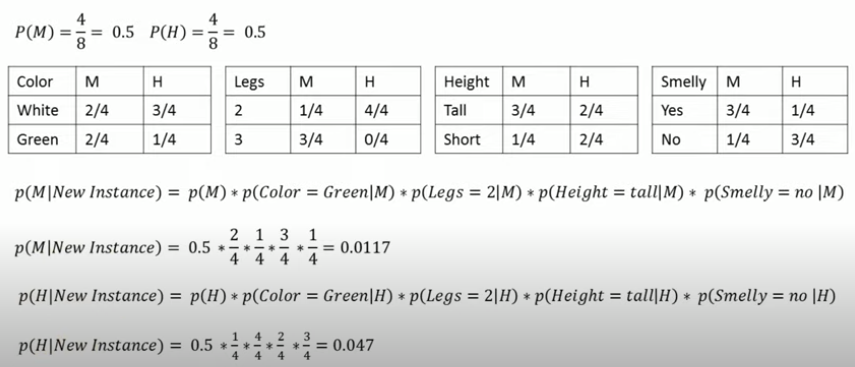 P(M) = 4/8 = 0.5 P(H) = 4/8 = 0.5
Color M H
White 2/4 3/4
Green 2/4 1/4
Legs M H
2 1/4 4/4
3 3/4 0/4
Height M H
Tall 3/4 2/4
Short 1/4 2/4
Smelly M H
Yes 3/4 1/4
No 1/4 3/4
p(M|New Instance) = p(M) * p(Color = Green|M) * p(Legs = 2|M) * p(Height = tall|M) * p(Smelly = no |M)
p(M|New Instance) = 0.5 * 2/4 * 1/4 * 3/4 * 1/4 = 0.0117
p(H|New Instance) = p(H) * p(Color = Green|H) * p(Legs = 2|H) * p(Height = tall|H) * p(Smelly = no |H)
p(H|New Instance) = 0.5 * 1/4 * 4/4 * 2/4 * 3/4 = 0.047